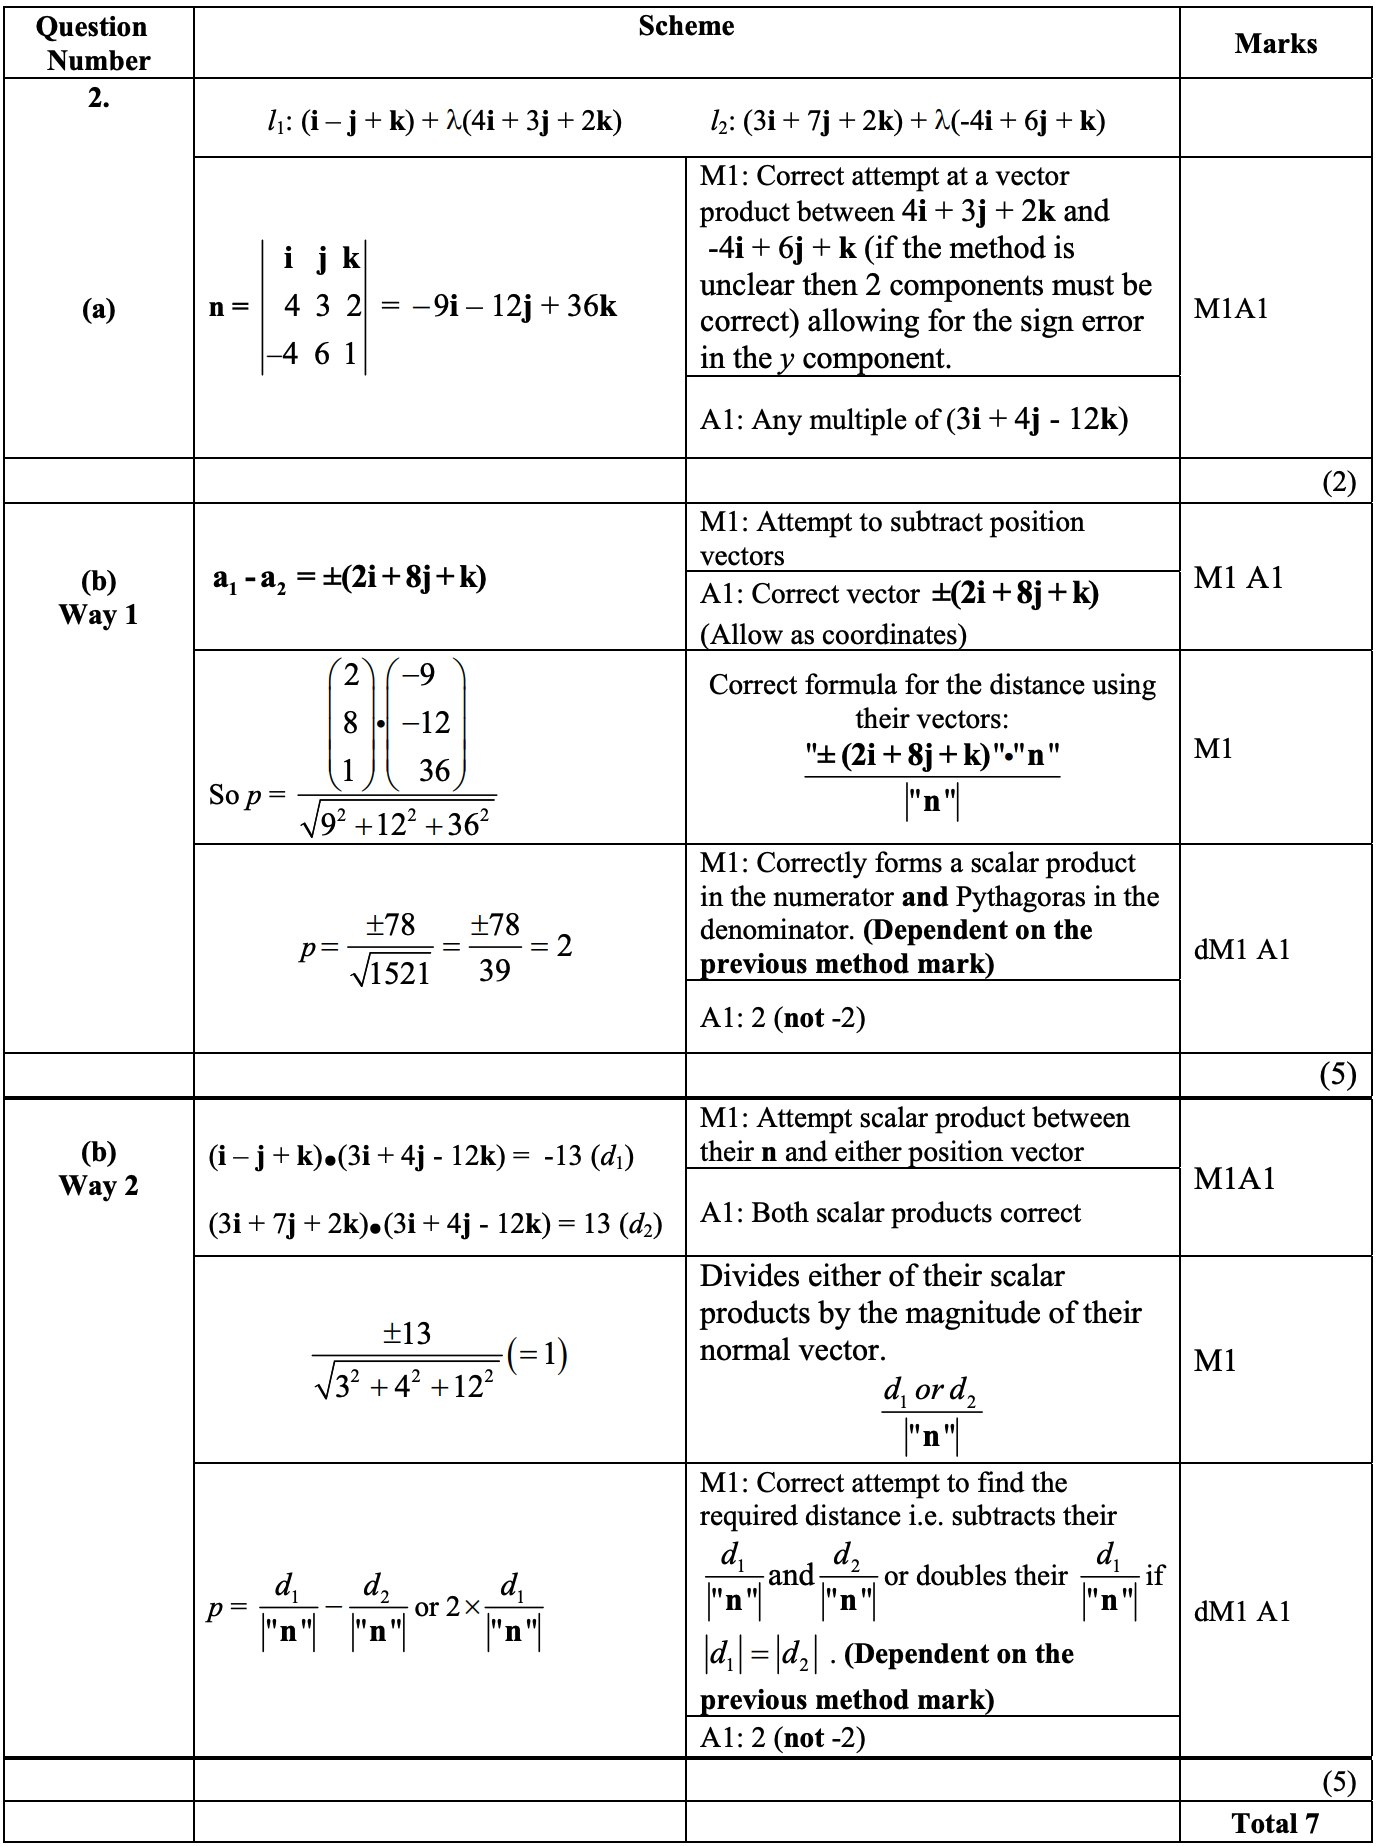 Question
Number
Scheme
Marks
2.
l₁: (i – j + k) + λ(4i + 3j + 2k)
l₂: (3i + 7j + 2k) + λ(-4i + 6j + k)
(a)
n = | i j k |
| 4 3 2 |
| –4 6 1 | = –9i – 12j + 36k
M1: Correct attempt at a vector
product between 4i + 3j + 2k and
-4i + 6j + k (if the method is
unclear then 2 components must be
correct) allowing for the sign error
in the y component.
M1A1
A1: Any multiple of (3i + 4j - 12k)
(2)
(b)
Way 1
a₁ - a₂ = ±(2i + 8j + k)
M1: Attempt to subtract position
vectors
A1: Correct vector ±(2i + 8j + k)
(Allow as coordinates)
M1 A1
So p = (2 8 1) • (–9 –12 36) / √(9² + 12² + 36²)
Correct formula for the distance using
their vectors:
"± (2i + 8j + k)"•"n"
|"n"|
M1
p = ±78/√1521 = ±78/39 = 2
M1: Correctly forms a scalar product
in the numerator and Pythagoras in the
denominator. (Dependent on the
previous method mark)
A1: 2 (not -2)
dM1 A1
(5)
(b)
Way 2
(i – j + k)•(3i + 4j - 12k) = -13 (d₁)
(3i + 7j + 2k)•(3i + 4j - 12k) = 13 (d₂)
M1: Attempt scalar product between
their n and either position vector
A1: Both scalar products correct
M1A1
±13 / √(3² + 4² + 12²) (= 1)
Divides either of their scalar
products by the magnitude of their
normal vector.
d₁ or d₂
|"n"|
M1
p = d₁/|"n"| – d₂/|"n"| or 2 × d₁/|"n"|
M1: Correct attempt to find the
required distance i.e. subtracts their
d₁/|"n"| and d₂/|"n"| or doubles their d₁/|"n"| if
|d₁| = |d₂| . (Dependent on the
previous method mark)
A1: 2 (not -2)
dM1 A1
(5)
Total 7